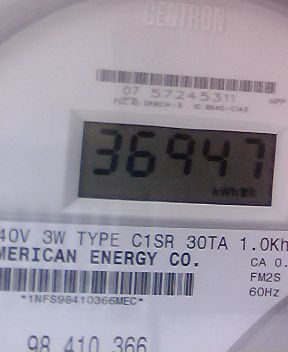 CENTRON®
07 57245311
36947
kWh
40V 3W TYPE C1SR 30TA 1.0Kh
MERICAN ENERGY CO.
CA 0.
FM2S
60Hz
*1NFS98410366MEC*
98 410 366